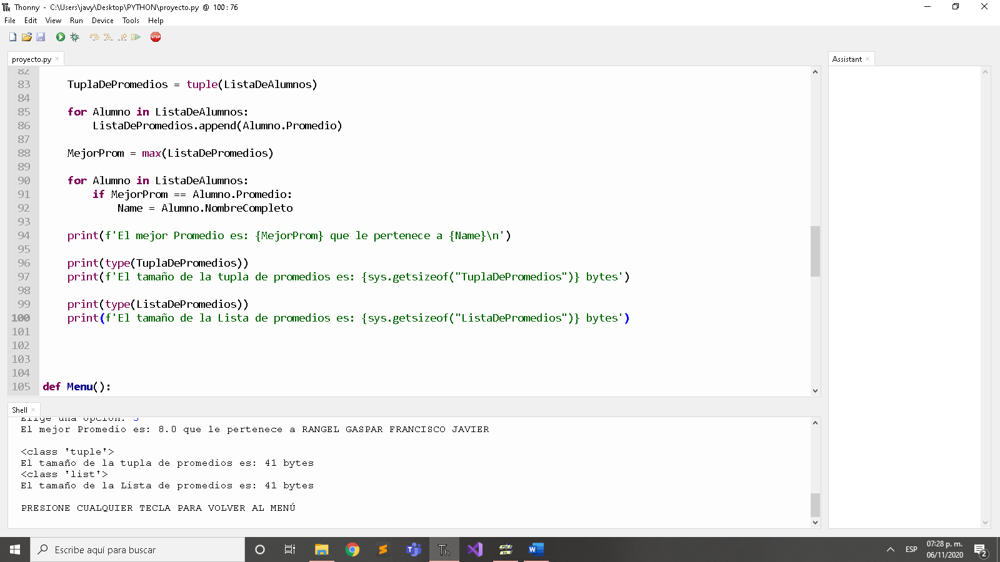 Thonny - C:\Users\javy\Desktop\PYTHON\proyecto.py @ 100:76
File Edit View Run Device Tools Help
STOP
proyecto.py ×
82
83 TuplaDePromedios = tuple(ListaDeAlumnos)
84
85 for Alumno in ListaDeAlumnos:
86 ListaDePromedios.append(Alumno.Promedio)
87
88 MejorProm = max(ListaDePromedios)
89
90 for Alumno in ListaDeAlumnos:
91 if MejorProm == Alumno.Promedio:
92 Name = Alumno.NombreCompleto
93
94 print(f'El mejor Promedio es: {MejorProm} que le pertenece a {Name}\n')
95
96 print(type(TuplaDePromedios))
97 print(f'El tamaño de la tupla de promedios es: {sys.getsizeof("TuplaDePromedios")} bytes')
98
99 print(type(ListaDePromedios))
100 print(f'El tamaño de la Lista de promedios es: {sys.getsizeof("ListaDePromedios")} bytes')
101
102
103
104
105 def Menu():
Assistant ×
Shell ×
Elige una opcion:
El mejor Promedio es: 8.0 que le pertenece a RANGEL GASPAR FRANCISCO JAVIER
<class 'tuple'>
El tamaño de la tupla de promedios es: 41 bytes
<class 'list'>
El tamaño de la Lista de promedios es: 41 bytes
PRESIONE CUALQUIER TECLA PARA VOLVER AL MENÚ
Escribe aquí para buscar
ESP
07:28 p. m.
06/11/2020
2